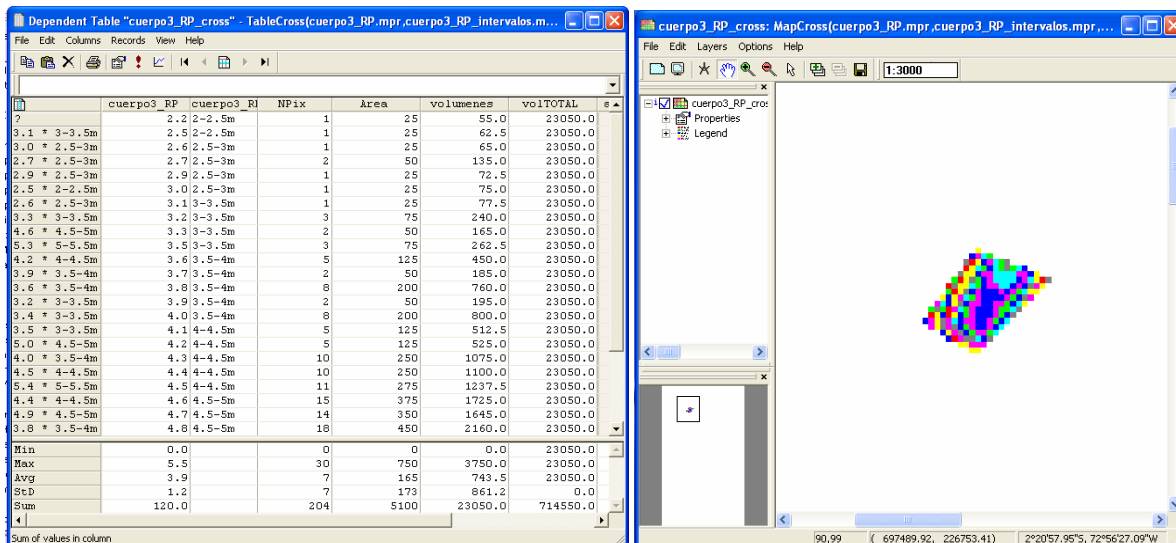 Dependent Table "cuerpo3_RP_cross" - TableCross(cuerpo3_RP.mpr,cuerpo3_RP_intervalos.m...
File Edit Columns Records View Help
cuerpo3_RP cuerpo3_RI NPix Area volumenes volTOTAL s
? 2.2 2-2.5m 1 25 55.0 23050.0
3.1 * 3-3.5m 2.5 2-2.5m 1 25 62.5 23050.0
3.0 * 2.5-3m 2.6 2.5-3m 1 25 65.0 23050.0
2.7 * 2.5-3m 2.7 2.5-3m 2 50 135.0 23050.0
2.9 * 2.5-3m 2.9 2.5-3m 1 25 72.5 23050.0
2.5 * 2-2.5m 3.0 2.5-3m 1 25 75.0 23050.0
2.6 * 2.5-3m 3.1 3-3.5m 1 25 77.5 23050.0
3.3 * 3-3.5m 3.2 3-3.5m 3 75 240.0 23050.0
4.6 * 4.5-5m 3.3 3-3.5m 2 50 165.0 23050.0
5.3 * 5-5.5m 3.5 3-3.5m 3 75 262.5 23050.0
4.2 * 4-4.5m 3.6 3.5-4m 5 125 450.0 23050.0
3.9 * 3.5-4m 3.7 3.5-4m 2 50 185.0 23050.0
3.6 * 3.5-4m 3.8 3.5-4m 8 200 760.0 23050.0
3.2 * 3-3.5m 3.9 3.5-4m 2 50 195.0 23050.0
3.4 * 3-3.5m 4.0 3.5-4m 8 200 800.0 23050.0
3.5 * 3-3.5m 4.1 4-4.5m 5 125 512.5 23050.0
5.0 * 4.5-5m 4.2 4-4.5m 5 125 525.0 23050.0
4.0 * 3.5-4m 4.3 4-4.5m 10 250 1075.0 23050.0
4.5 * 4-4.5m 4.4 4-4.5m 10 250 1100.0 23050.0
5.4 * 5-5.5m 4.5 4-4.5m 11 275 1237.5 23050.0
4.4 * 4-4.5m 4.6 4.5-5m 15 375 1725.0 23050.0
4.9 * 4.5-5m 4.7 4.5-5m 14 350 1645.0 23050.0
3.8 * 3.5-4m 4.8 4.5-5m 18 450 2160.0 23050.0
Min 0.0 0 0 0.0 23050.0
Max 5.5 30 750 3750.0 23050.0
Avg 3.9 7 165 743.5 23050.0
StD 1.2 7 173 861.2 0.0
Sum 120.0 204 5100 23050.0 714550.0
Sum of values in column
cuerpo3_RP_cross: MapCross(cuerpo3_RP.mpr,cuerpo3_RP_intervalos.mpr,...
File Edit Layers Options Help
1:3000
cuerpo3_RP_cros
Properties
Legend
90,99 ( 697489.92, 226753.41) 2°20'57.95"S, 72°56'27.09"W